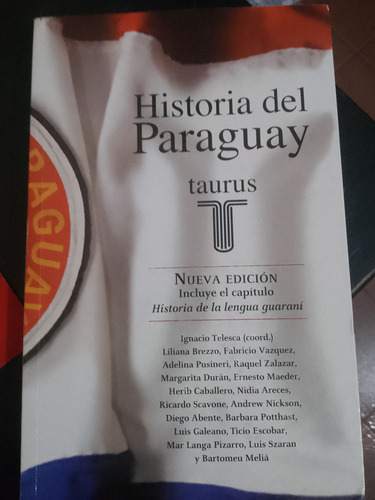 Historia del
Paraguay
taurus
T
NUEVA EDICIÓN
Incluye el capítulo
Historia de la lengua guaraní
Ignacio Telesca (coord.)
Liliana Brezzo, Fabricio Vazquez,
Adelina Pusineri, Raquel Zalazar,
Margarita Durán, Ernesto Maeder,
Herib Caballero, Nidia Areces,
Ricardo Scavone, Andrew Nickson,
Diego Abente, Barbara Potthast,
Luis Galeano, Ticio Escobar,
Mar Langa Pizarro, Luis Szaran
y Bartomeu Melià
RAGUA